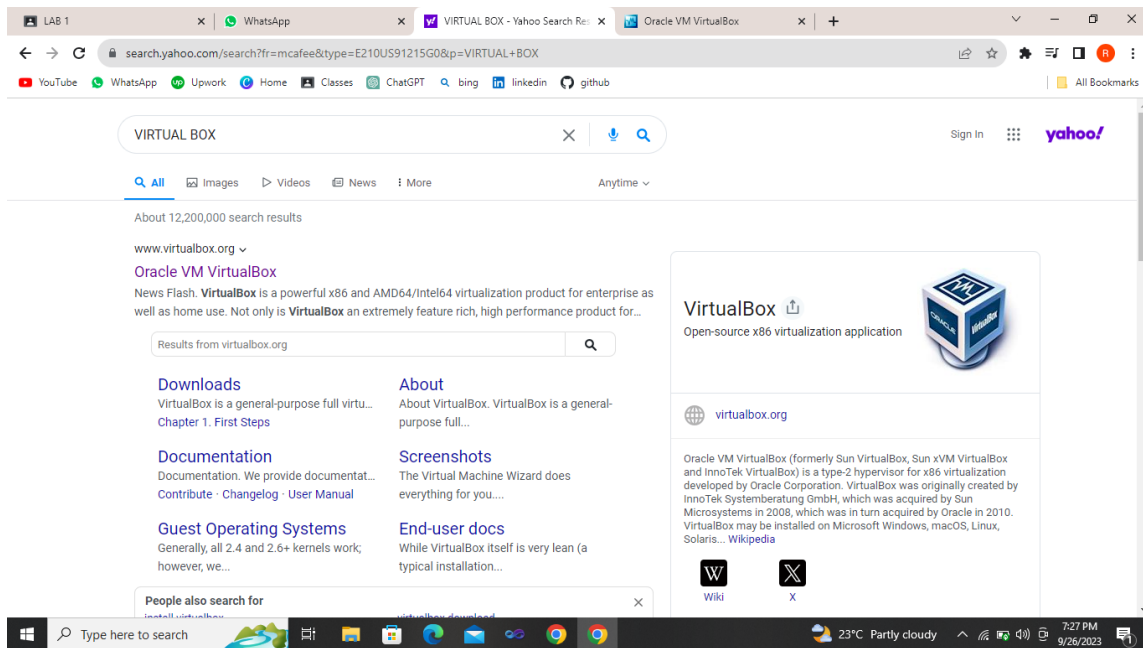 LAB 1
WhatsApp
VIRTUAL BOX - Yahoo Search Res
Oracle VM VirtualBox
search.yahoo.com/search?fr=mcafee&type=E210US91215G0&p=VIRTUAL+BOX
R
YouTube WhatsApp Upwork Home Classes ChatGPT bing linkedin github All Bookmarks
VIRTUAL BOX
Sign In
yahoo!
All Images Videos News More Anytime
About 12,200,000 search results
www.virtualbox.org
Oracle VM VirtualBox
News Flash. VirtualBox is a powerful x86 and AMD64/Intel64 virtualization product for enterprise as
well as home use. Not only is VirtualBox an extremely feature rich, high performance product for...
Results from virtualbox.org
Downloads
VirtualBox is a general-purpose full virtu...
Chapter 1. First Steps
About
About VirtualBox. VirtualBox is a general-
purpose full...
Documentation
Documentation. We provide documentat...
Contribute · Changelog · User Manual
Screenshots
The Virtual Machine Wizard does
everything for you....
Guest Operating Systems
Generally, all 2.4 and 2.6+ kernels work;
however, we...
End-user docs
While VirtualBox itself is very lean (a
typical installation...
People also search for
install virtualbox
virtualbox download
VirtualBox
Open-source x86 virtualization application
ORACLE
VirtualBox
virtualbox.org
Oracle VM VirtualBox (formerly Sun VirtualBox, Sun xVM VirtualBox
and InnoTek VirtualBox) is a type-2 hypervisor for x86 virtualization
developed by Oracle Corporation. VirtualBox was originally created by
InnoTek Systemberatung GmbH, which was acquired by Sun
Microsystems in 2008, which was in turn acquired by Oracle in 2010.
VirtualBox may be installed on Microsoft Windows, macOS, Linux,
Solaris... Wikipedia
W
Wiki
X
Type here to search
23°C Partly cloudy
7:27 PM
9/26/2023
1